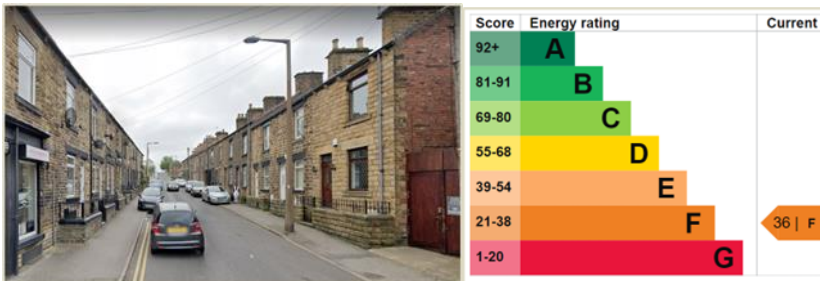 Score Energy rating Current
92+ A
81-91 B
69-80 C
55-68 D
39-54 E
21-38 F 36 | F
1-20 G